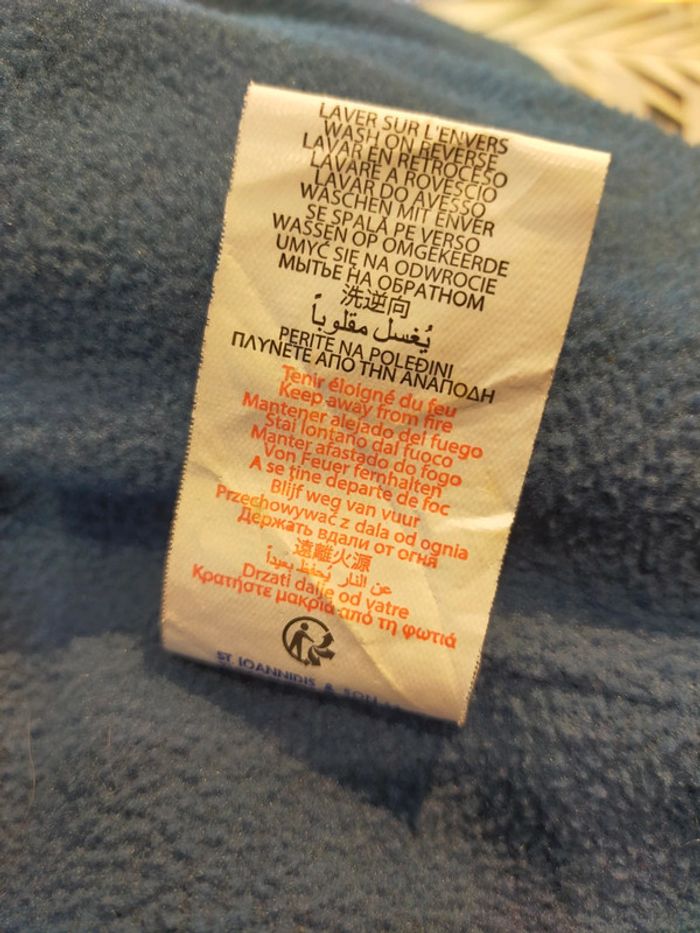 LAVER SUR L'ENVERS
WASH ON REVERSE
LAVAR EN RETROCESO
LAVARE A ROVESCIO
LAVAR DO AVESSO
WASCHEN MIT ENVER
SE SPALĂ PE VERSO
WASSEN OP OMGEKEERDE
UMYĆ SIĘ NA ODWROCIE
МЫТЬЕ НА ОБРАТНОМ
洗逆向
يُغسل مقلوباً
PERITE NA POLEĐINI
ΠΛΥΝΕΤΕ ΑΠΟ ΤΗΝ ΑΝΑΠΟΔΗ
Tenir éloigné du feu
Keep away from fire
Mantener alejado del fuego
Stai lontano dal fuoco
Manter afastado do fogo
Von Feuer fernhalten
A se ține departe de foc
Blijf weg van vuur
Przechowywać z dala od ognia
Держать вдали от огня
遠離火源
عن النار يُحفظ بعيداً
Drzati dalje od vatre
Κρατήστε μακριά από τη φωτιά
ST. IOANNIDIS & SON